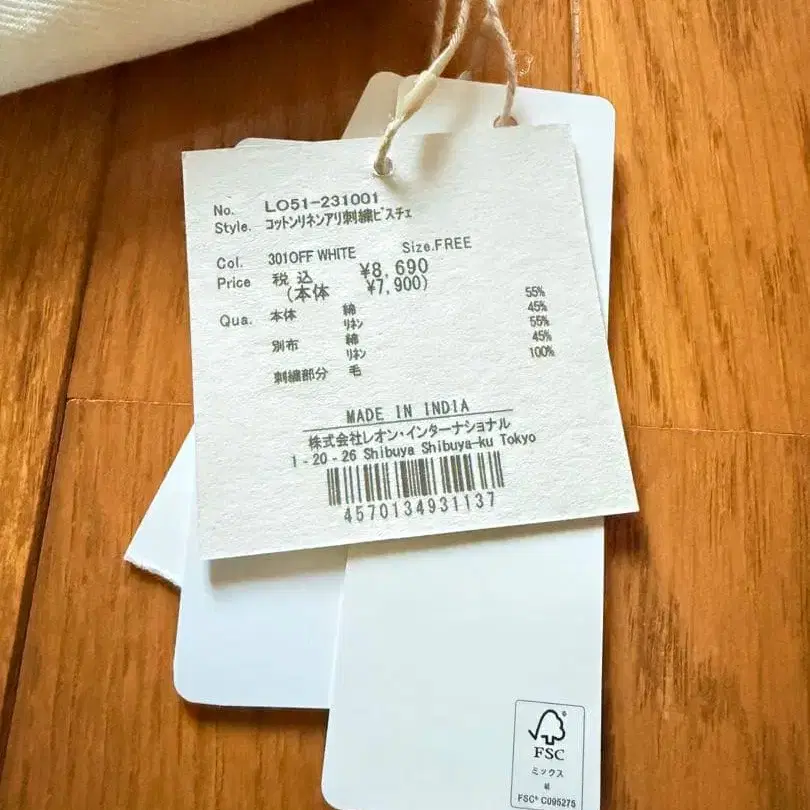 No. LO51-231001
Style. コットンリネンアリ刺繍ビスチェ
Col. 301OFF WHITE Size.FREE
Price 税込 ¥8,690
(本体 ¥7,900)
Qua. 本体 綿 55%
リネン 45%
別布 綿 55%
リネン 45%
刺繍部分 毛 100%
MADE IN INDIA
株式会社レオン・インターナショナル
1-20-26 Shibuya Shibuya-ku Tokyo
4570134931137
FSC
ミックス
紙
FSC® C095275